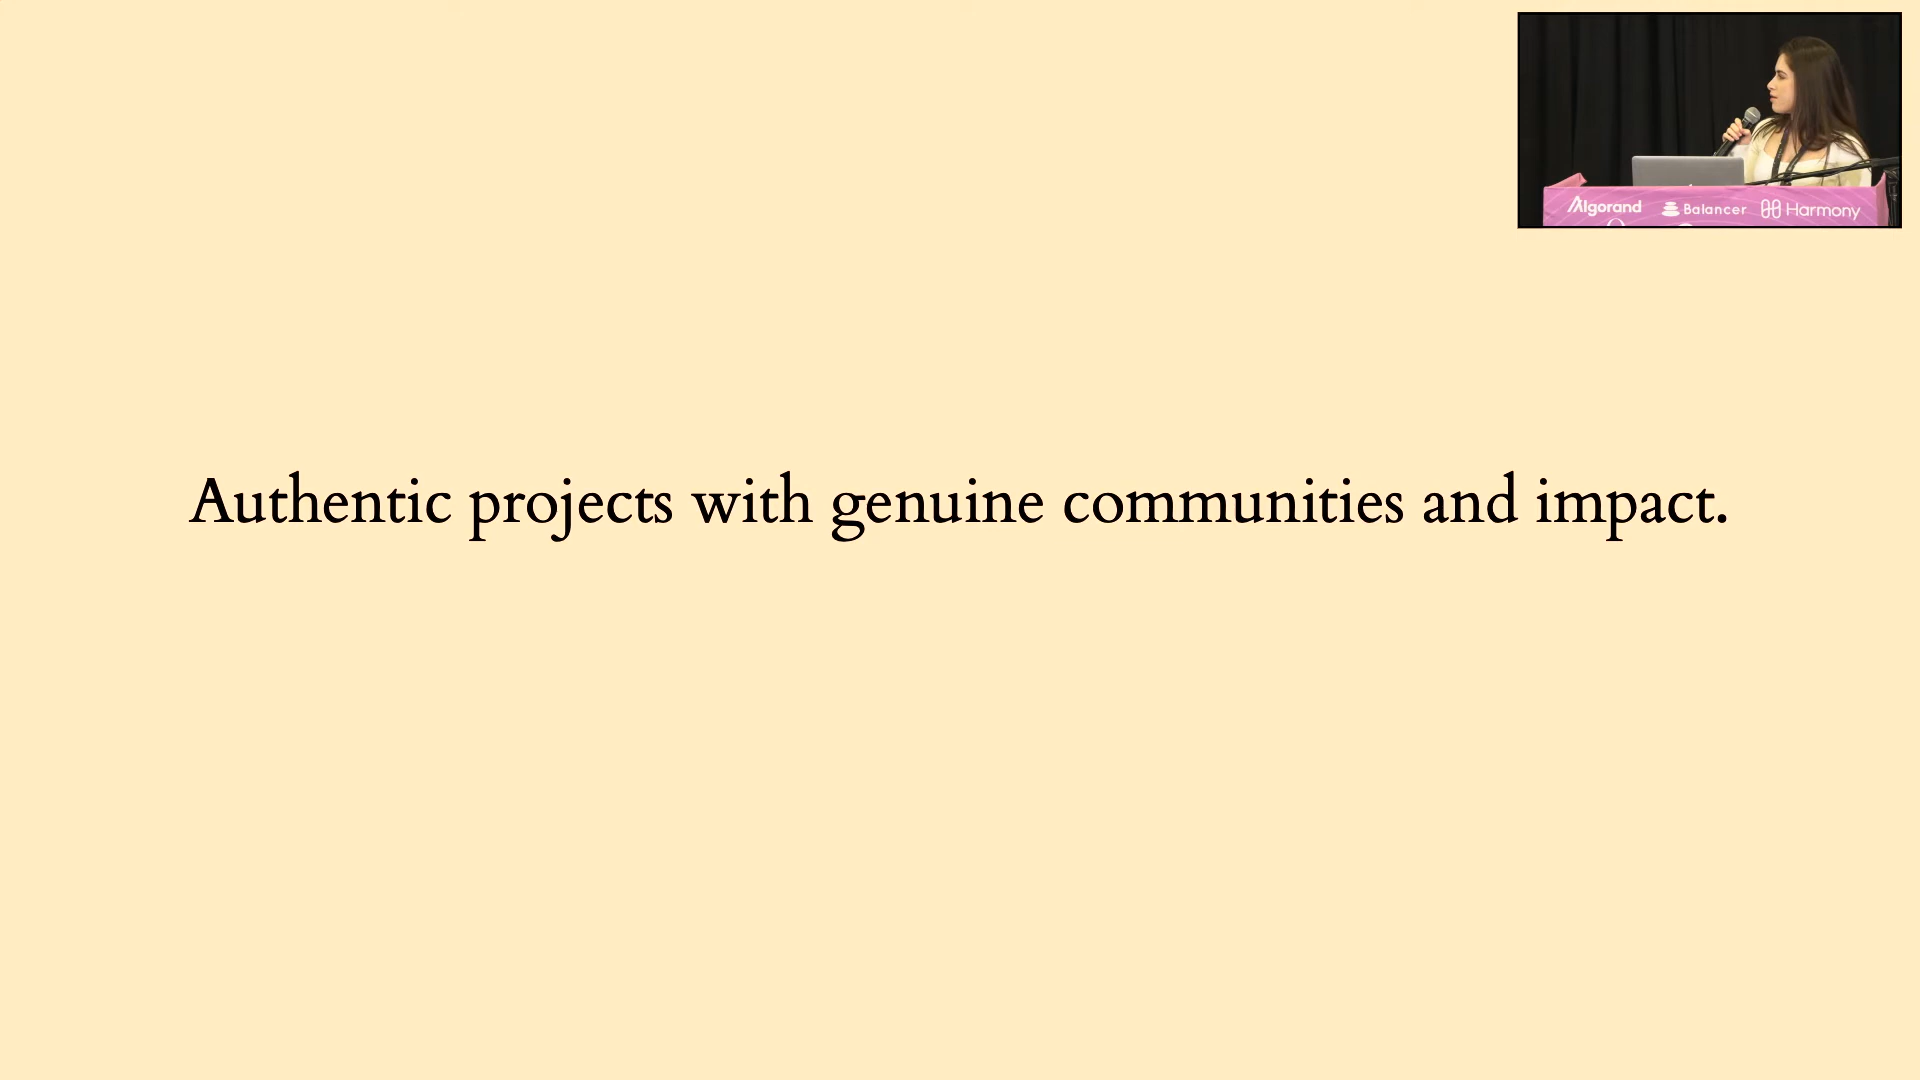 Algorand Balancer Harmony
Authentic projects with genuine communities and impact.